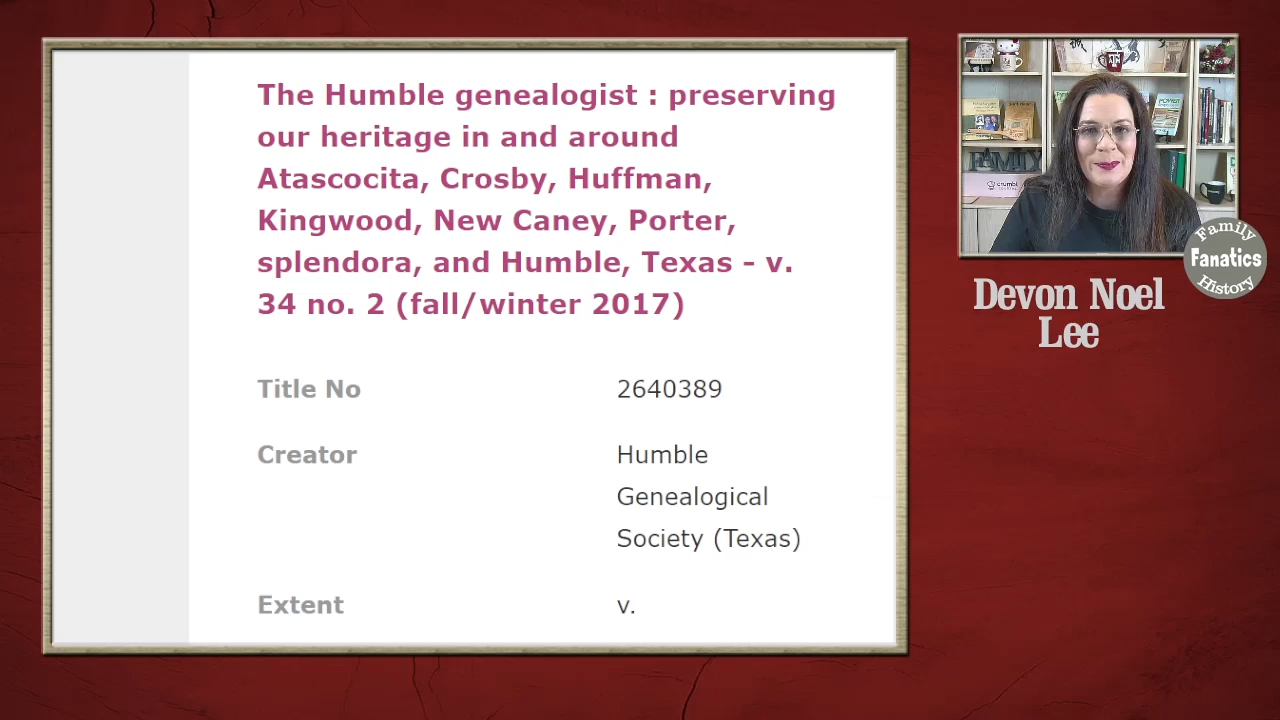 The Humble genealogist : preserving
our heritage in and around
Atascocita, Crosby, Huffman,
Kingwood, New Caney, Porter,
splendora, and Humble, Texas - v.
34 no. 2 (fall/winter 2017)
Title No 2640389
Creator Humble
Genealogical
Society (Texas)
Extent v.
FAMILY
crumbl
Family
Fanatics
History
Devon Noel
Lee